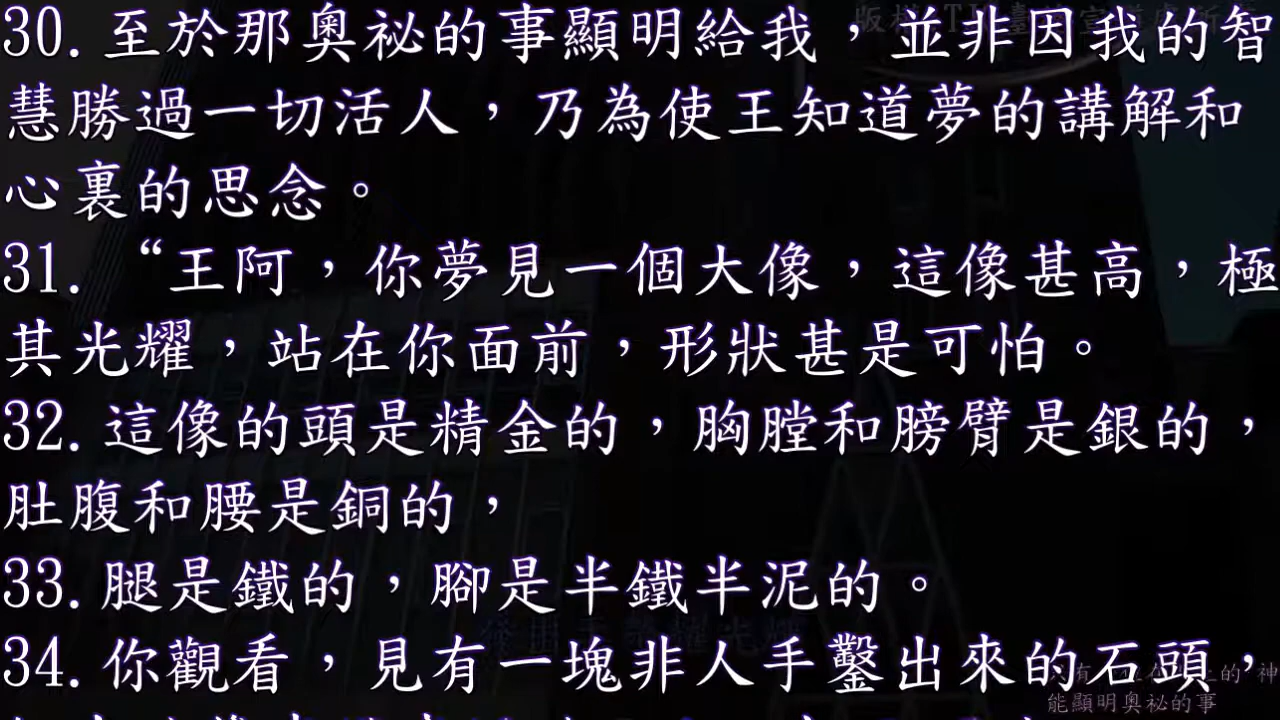 30. 至於那奧祕的事顯明給我，並非因我的智
慧勝過一切活人，乃為使王知道夢的講解和
心裏的思念。
31. “王阿，你夢見一個大像，這像甚高，極
其光耀，站在你面前，形狀甚是可怕。
32. 這像的頭是精金的，胸膛和膀臂是銀的，
肚腹和腰是銅的，
33. 腿是鐵的，腳是半鐵半泥的。
34. 你觀看，見有一塊非人手鑿出來的石頭，
的神
能顯明奧祕的事